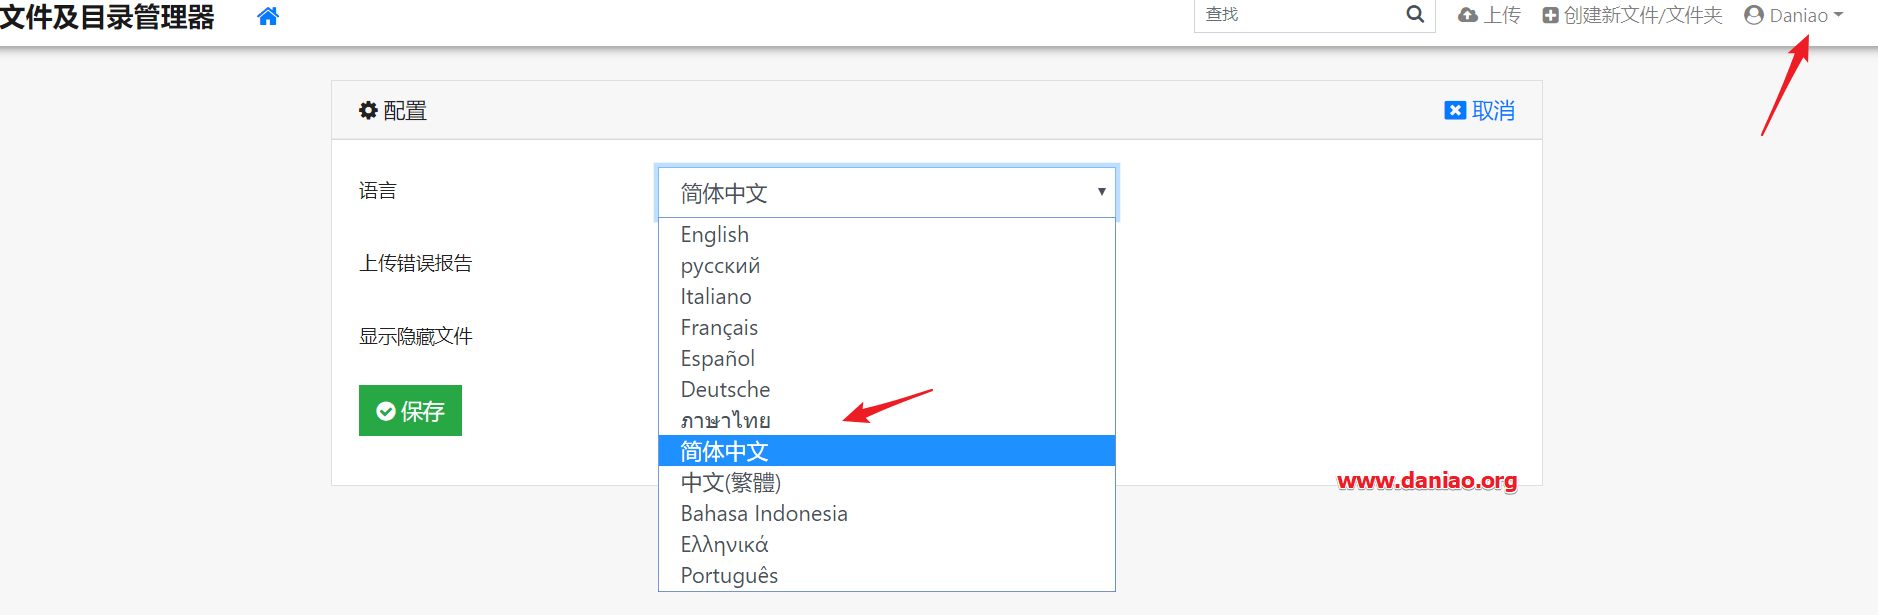 文件及目录管理器
查找
上传
创建新文件/文件夹
Daniao
配置
取消
语言
简体中文
English
русский
Italiano
Français
Español
Deutsche
ภาษาไทย
简体中文
中文(繁體)
Bahasa Indonesia
Ελληνικά
Português
上传错误报告
显示隐藏文件
保存
www.daniao.org